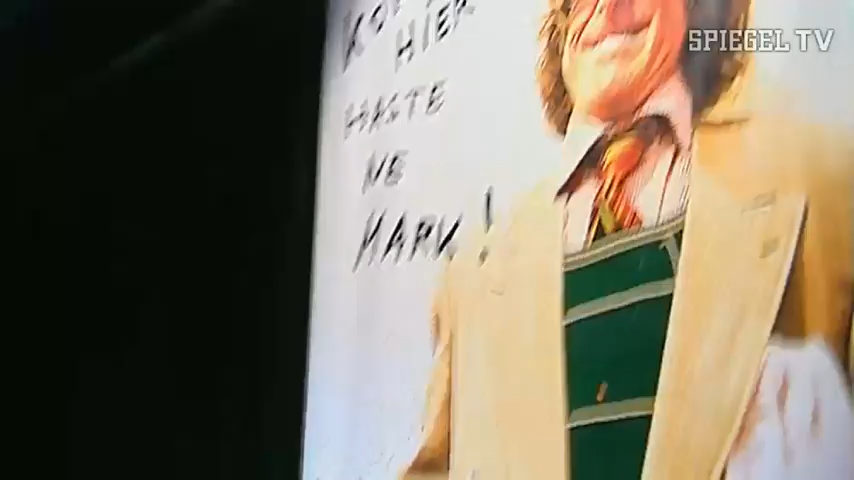 SPIEGEL TV
HIER
HASTE
NE
MARK!